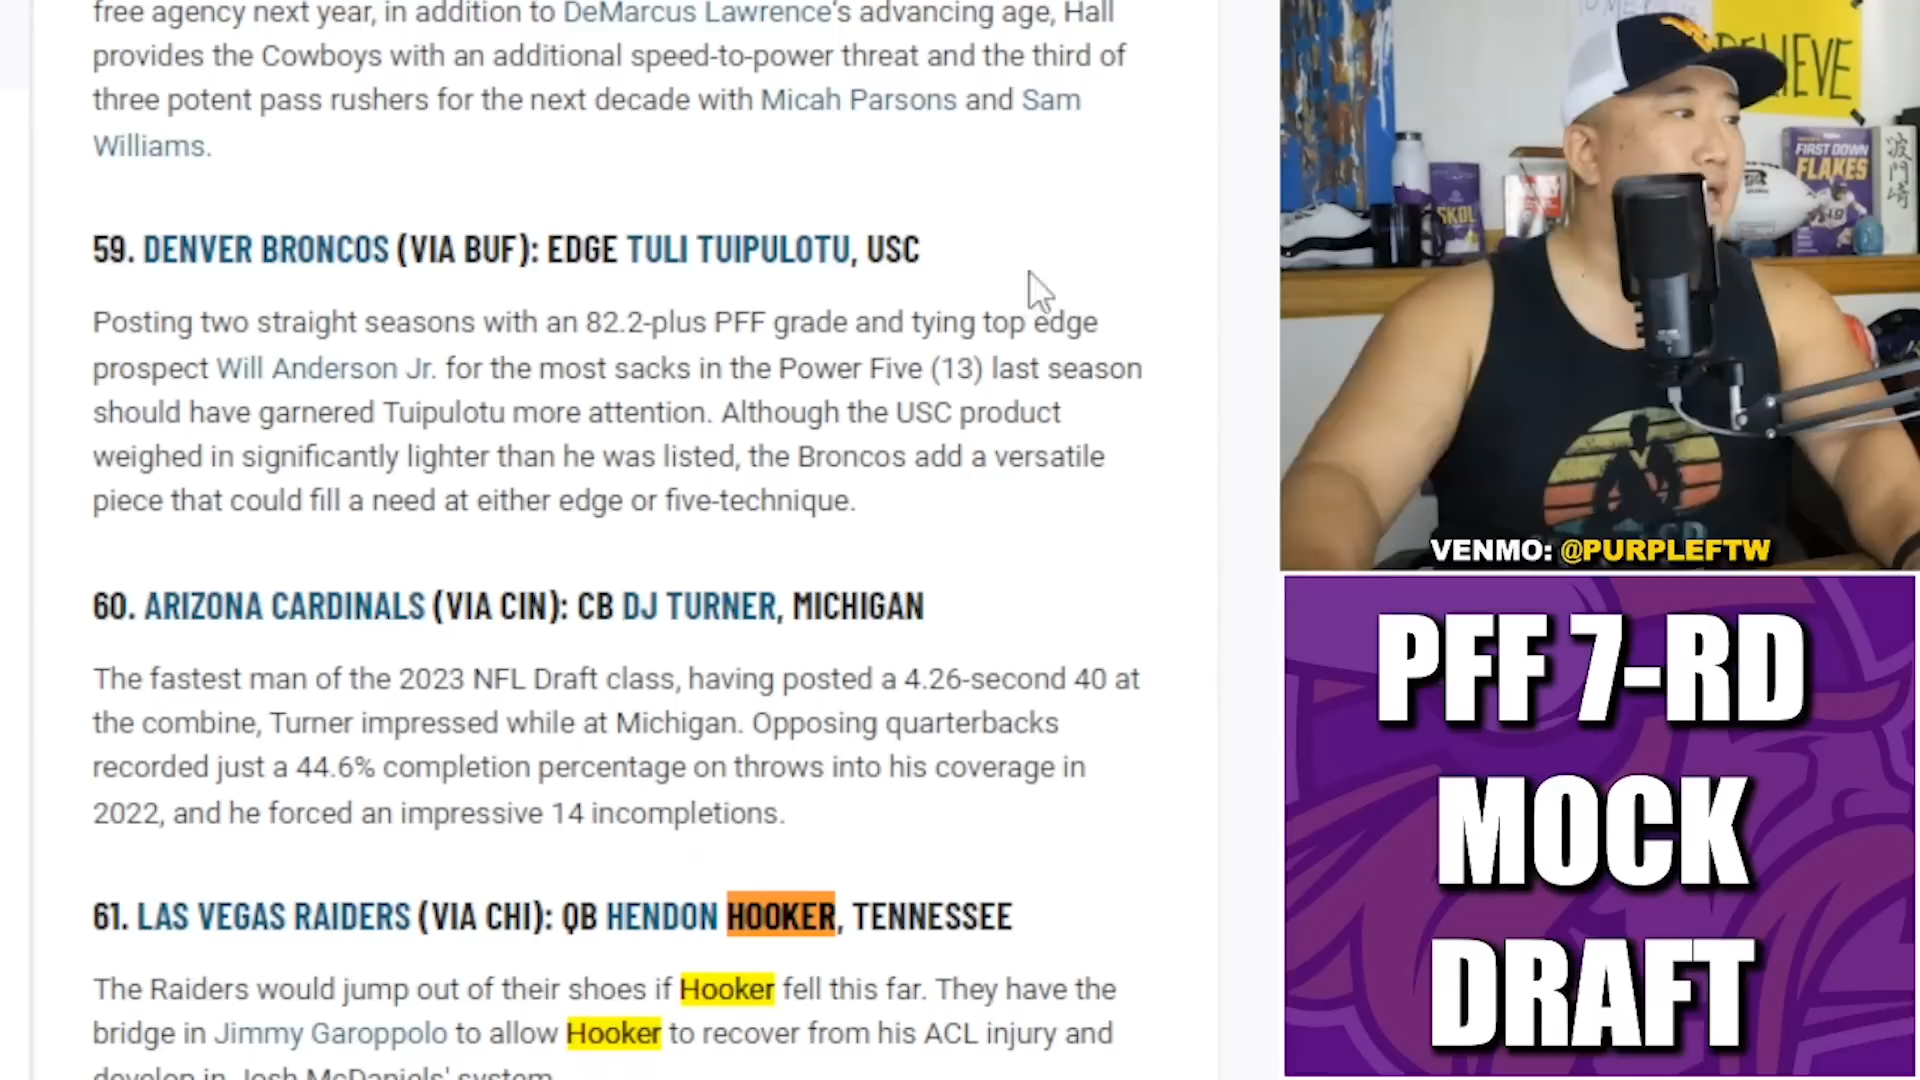 free agency next year, in addition to DeMarcus Lawrence's advancing age, Hall
provides the Cowboys with an additional speed-to-power threat and the third of
three potent pass rushers for the next decade with Micah Parsons and Sam
Williams.
59. DENVER BRONCOS (VIA BUF): EDGE TULI TUIPULOTU, USC
Posting two straight seasons with an 82.2-plus PFF grade and tying top edge
prospect Will Anderson Jr. for the most sacks in the Power Five (13) last season
should have garnered Tuipulotu more attention. Although the USC product
weighed in significantly lighter than he was listed, the Broncos add a versatile
piece that could fill a need at either edge or five-technique.
60. ARIZONA CARDINALS (VIA CIN): CB DJ TURNER, MICHIGAN
The fastest man of the 2023 NFL Draft class, having posted a 4.26-second 40 at
the combine, Turner impressed while at Michigan. Opposing quarterbacks
recorded just a 44.6% completion percentage on throws into his coverage in
2022, and he forced an impressive 14 incompletions.
61. LAS VEGAS RAIDERS (VIA CHI): QB HENDON HOOKER, TENNESSEE
The Raiders would jump out of their shoes if Hooker fell this far. They have the
bridge in Jimmy Garoppolo to allow Hooker to recover from his ACL injury and
develop in Josh McDaniels' system.
FIRST DOWN
FLAKES
SKOL
19
VENMO: @PURPLEFTW
PFF 7-RD
MOCK
DRAFT